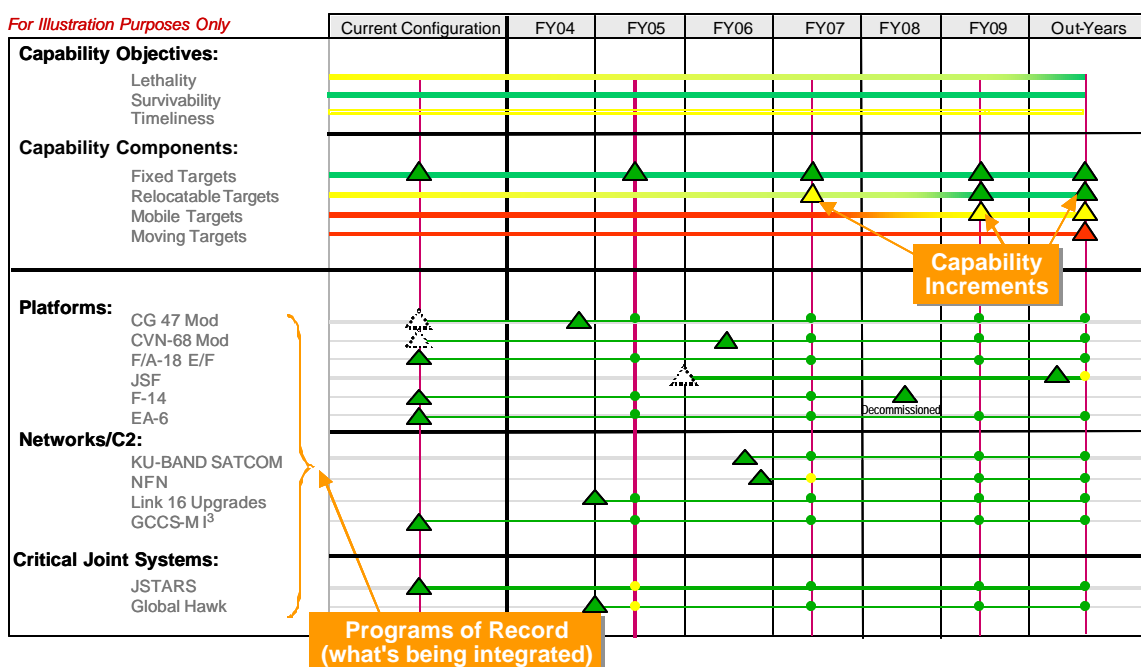 For Illustration Purposes Only
Current Configuration FY04 FY05 FY06 FY07 FY08 FY09 Out-Years
Capability Objectives:
Lethality
Survivability
Timeliness
Capability Components:
Fixed Targets
Relocatable Targets
Mobile Targets
Moving Targets
Capability
Increments
Platforms:
CG 47 Mod
CVN-68 Mod
F/A-18 E/F
JSF
F-14
Decommissioned
EA-6
Networks/C2:
KU-BAND SATCOM
NFN
Link 16 Upgrades
GCCS-M I³
Critical Joint Systems:
JSTARS
Global Hawk
Programs of Record
(what's being integrated)